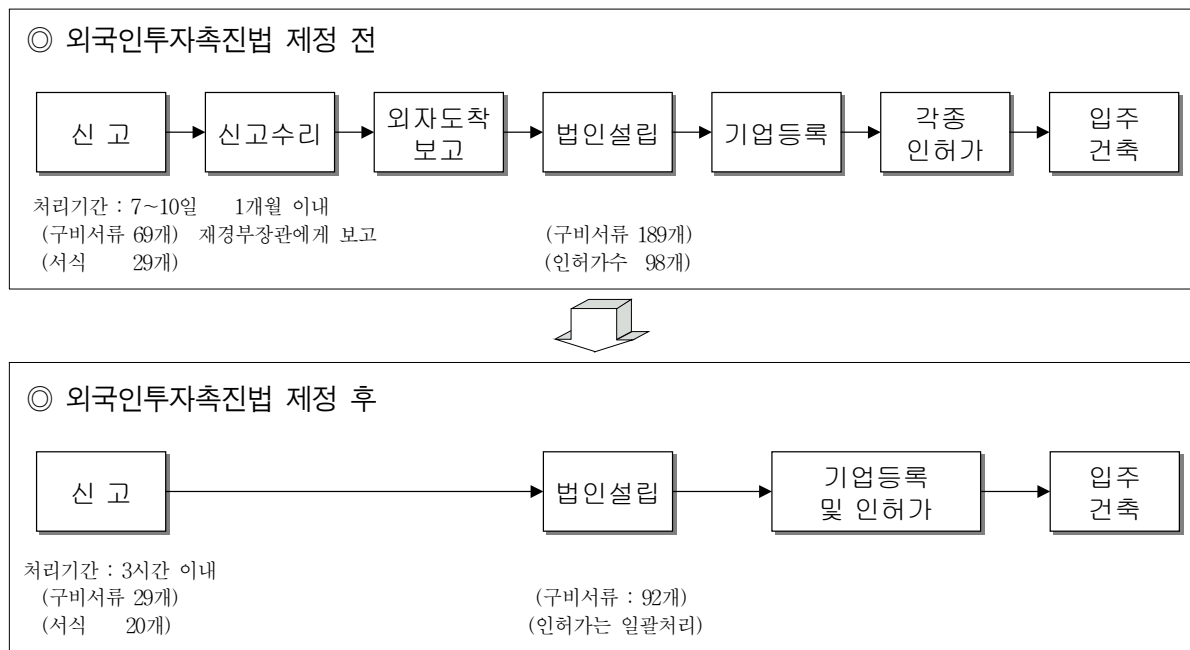 ◎ 외국인투자촉진법 제정 전
신 고
신고수리
외자도착
보고
법인설립
기업등록
각종
인허가
입주
건축
처리기간 : 7~10일 1개월 이내
(구비서류 69개) 재경부장관에게 보고
(서식 29개)
(구비서류 189개)
(인허가수 98개)
◎ 외국인투자촉진법 제정 후
신 고
법인설립
기업등록
및 인허가
입주
건축
처리기간 : 3시간 이내
(구비서류 29개)
(서식 20개)
(구비서류 : 92개)
(인허가는 일괄처리)